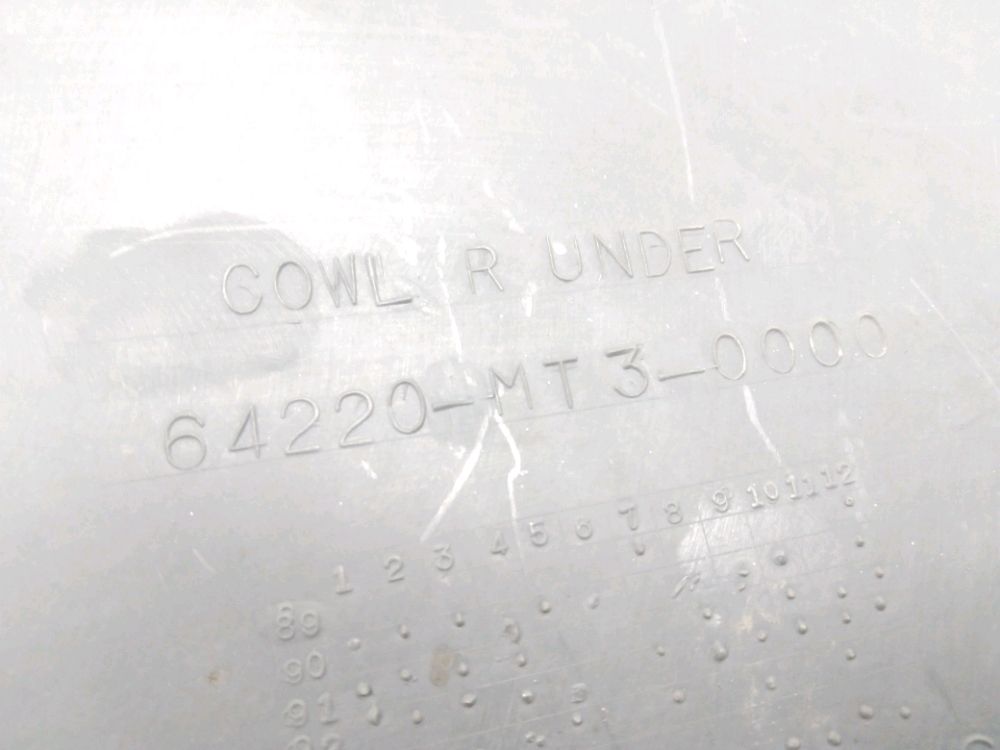 COWL R UNDER
64220-MT3-0000
1 2 3 4 5 6 7 8 9 10 11 12
89
90
91